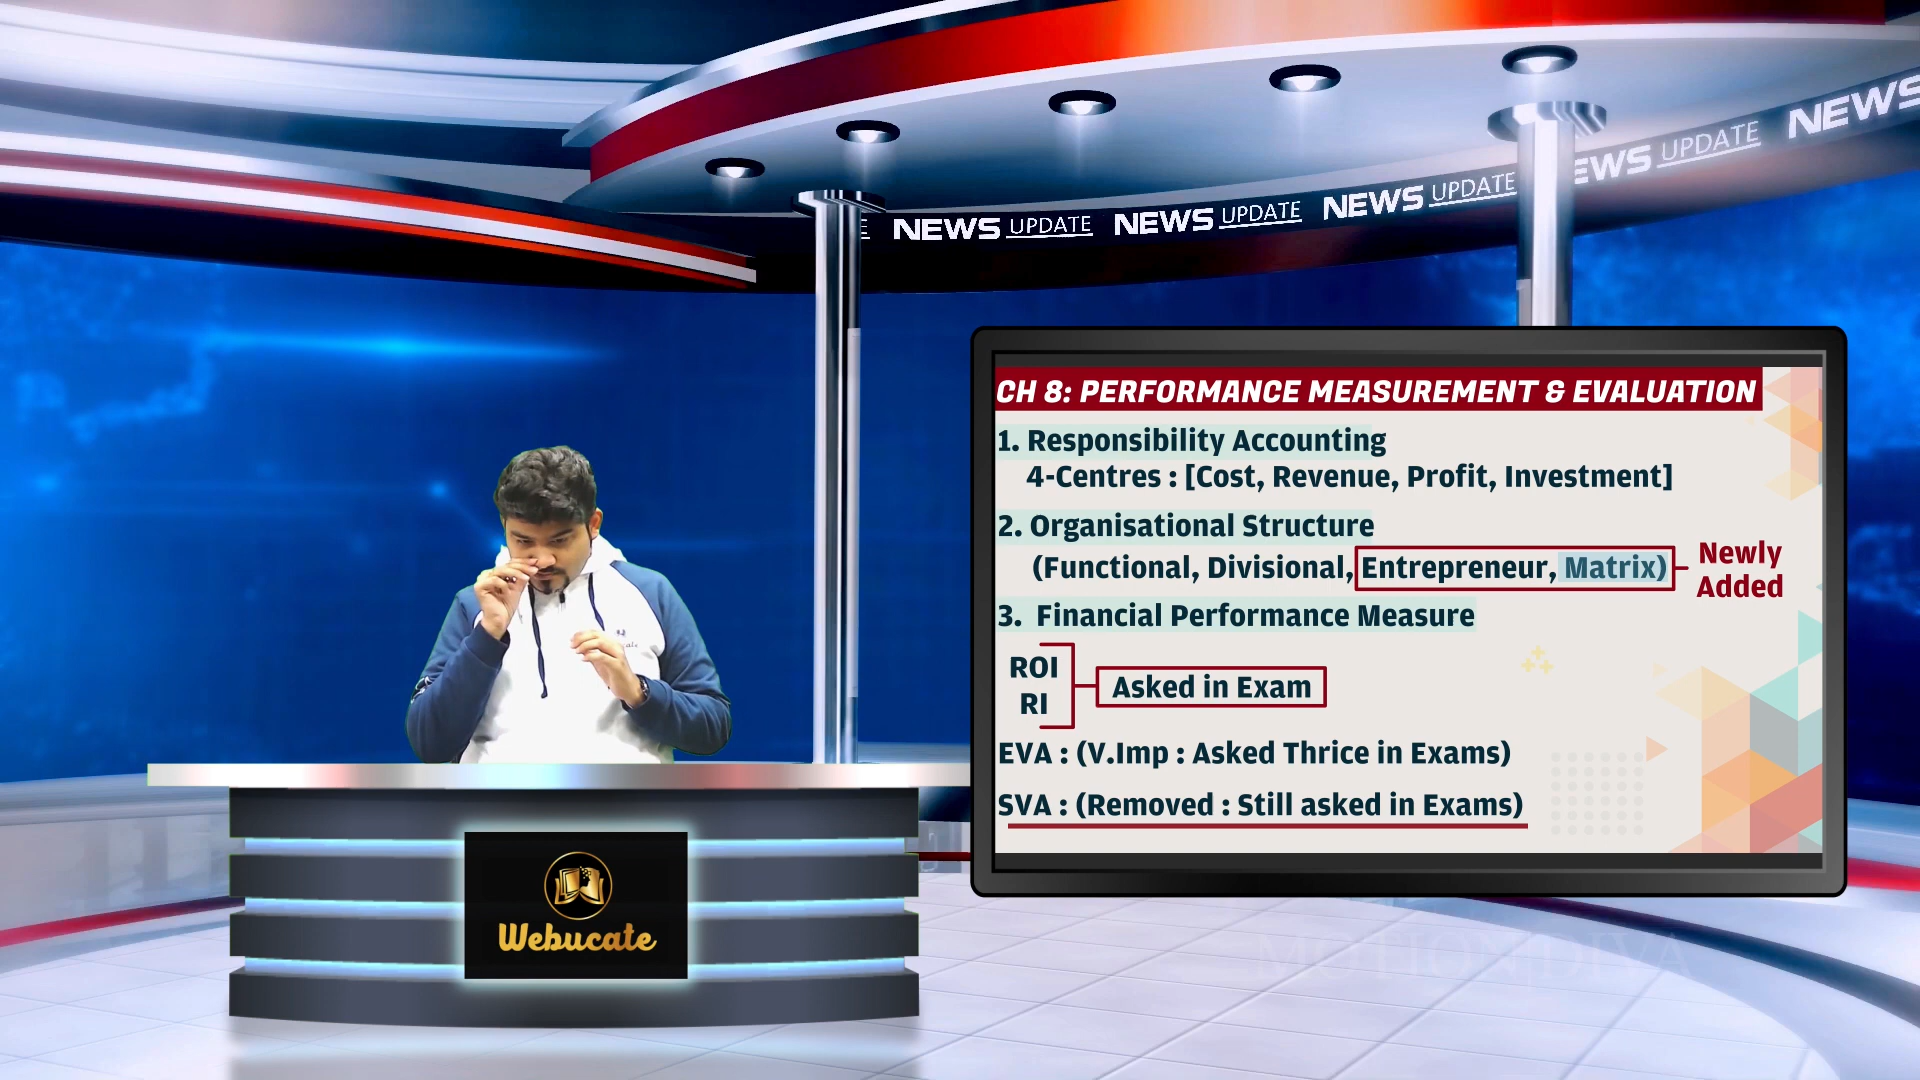 NEWS UPDATE NEWS UPDATE NEWS UPDATE NEWS UPDATE NEWS
CH 8: PERFORMANCE MEASUREMENT & EVALUATION
1. Responsibility Accounting
4-Centres : [Cost, Revenue, Profit, Investment]
2. Organisational Structure
(Functional, Divisional, Entrepreneur, Matrix)
Newly
Added
3. Financial Performance Measure
ROI
RI
Asked in Exam
EVA : (V.Imp : Asked Thrice in Exams)
SVA : (Removed : Still asked in Exams)
Webucate
MOTION DIVA